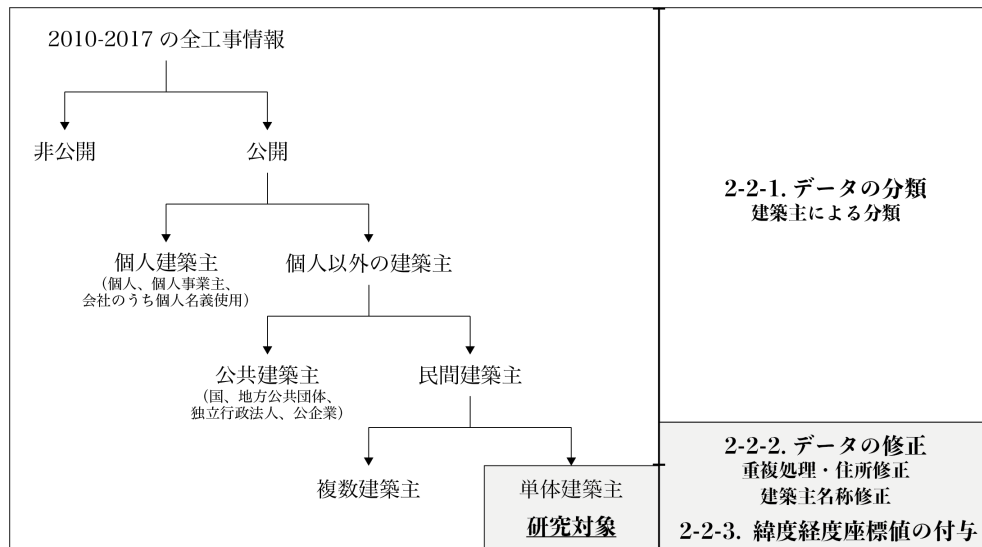 2010-2017 の全工事情報
非公開
公開
個人建築主
（個人、個人事業主、
会社のうち個人名義使用）
個人以外の建築主
公共建築主
（国、地方公共団体、
独立行政法人、公企業）
民間建築主
複数建築主
単体建築主
研究対象
2-2-1. データの分類
建築主による分類
2-2-2. データの修正
重複処理・住所修正
建築主名称修正
2-2-3. 緯度経度座標値の付与